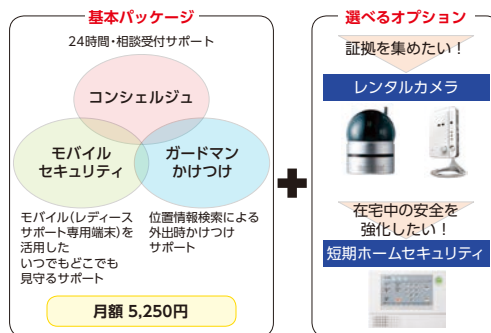 基本パッケージ
24時間・相談受付サポート
コンシェルジュ
モバイル
セキュリティ
ガードマン
かけつけ
モバイル（レディース
サポート専用端末）を
活用した
いつでもどこでも
見守るサポート
位置情報検索による
外出時かけつけ
サポート
月額 5,250円
+
選べるオプション
証拠を集めたい！
レンタルカメラ
在宅中の安全を
強化したい！
短期ホームセキュリティ